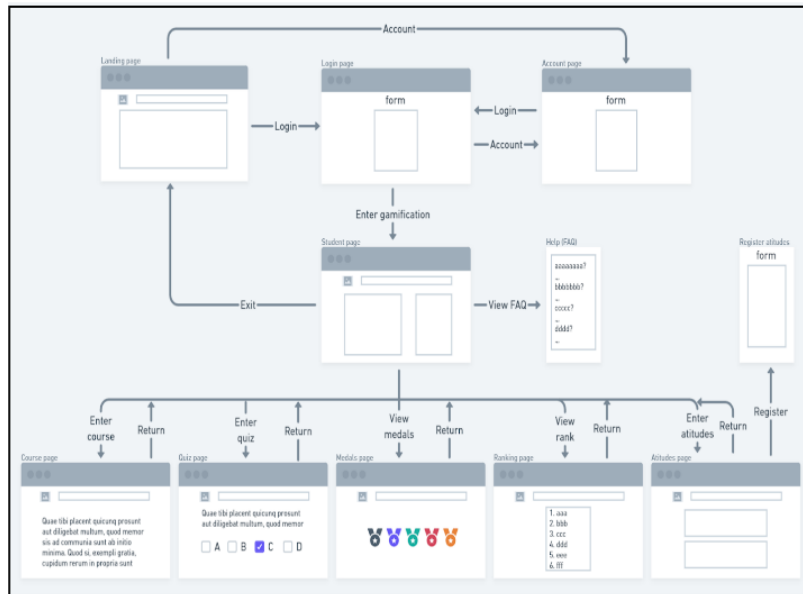 Account
Landing page
Login page
Account page
form
form
Login
Login
Account
Enter gamification
Student page
Help (FAQ)
Register atitudes
form
aaaaaaaa?
bbbbbbb?
ccccc?
dddd?
Exit
View FAQ
Enter course
Return
Enter quiz
Return
View medals
Return
View rank
Return
Enter atitudes
Return
Register
Course page
Quiz page
Medals page
Ranking page
Atitudes page
Quae tibi placent quicunq prosunt
aut diligebat multum, quod memor
sis ad communia sunt ab initio
minima. Quod si, exempli gratia,
cupidum rerum in propria sunt
Quae tibi placent quicunq prosunt
aut diligebat multum, quod memor
A B C D
1. aaa
2. bbb
3. ccc
4. ddd
5. eee
6. fff